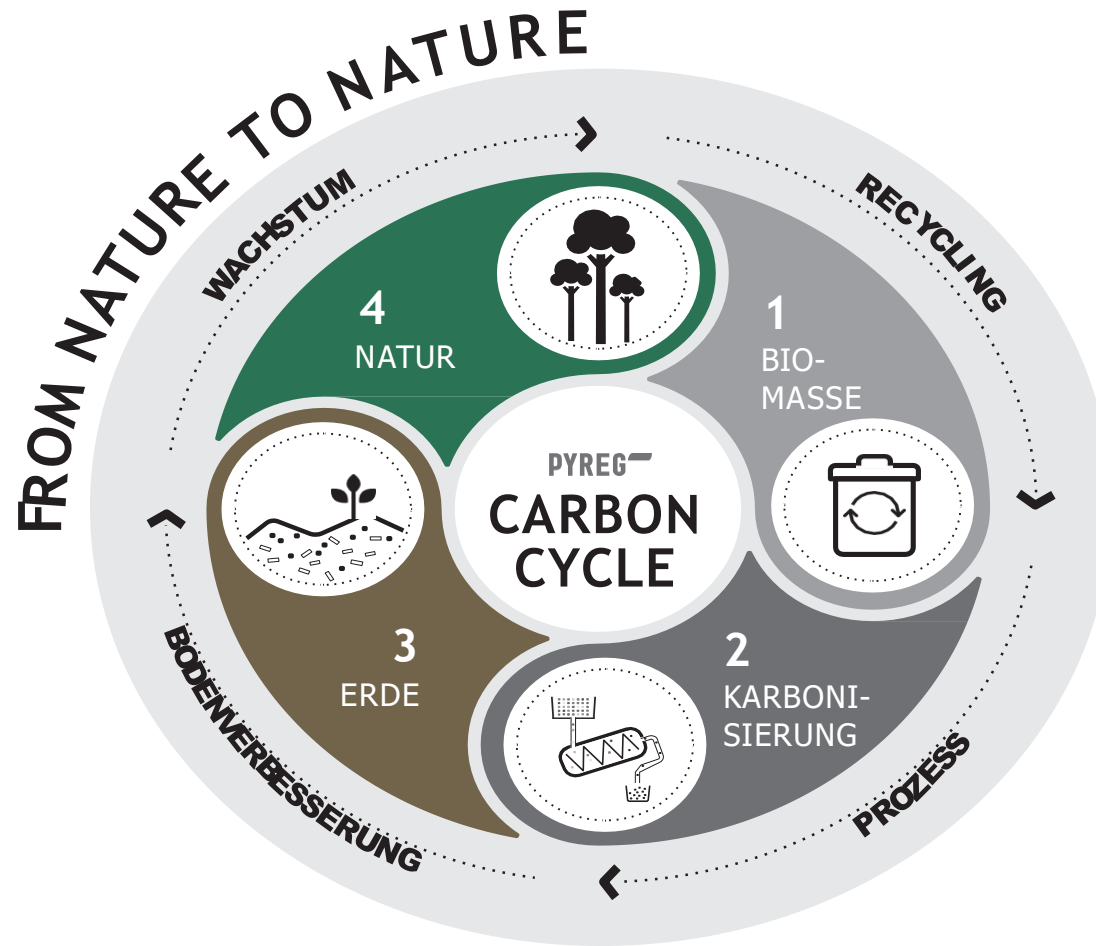 FROM NATURE TO NATURE
WACHSTUM
RECYCLING
4
NATUR
1
BIO-
MASSE
PYREG
CARBON
CYCLE
3
ERDE
2
KARBONI-
SIERUNG
BODENVERBESSERUNG
PROZESS